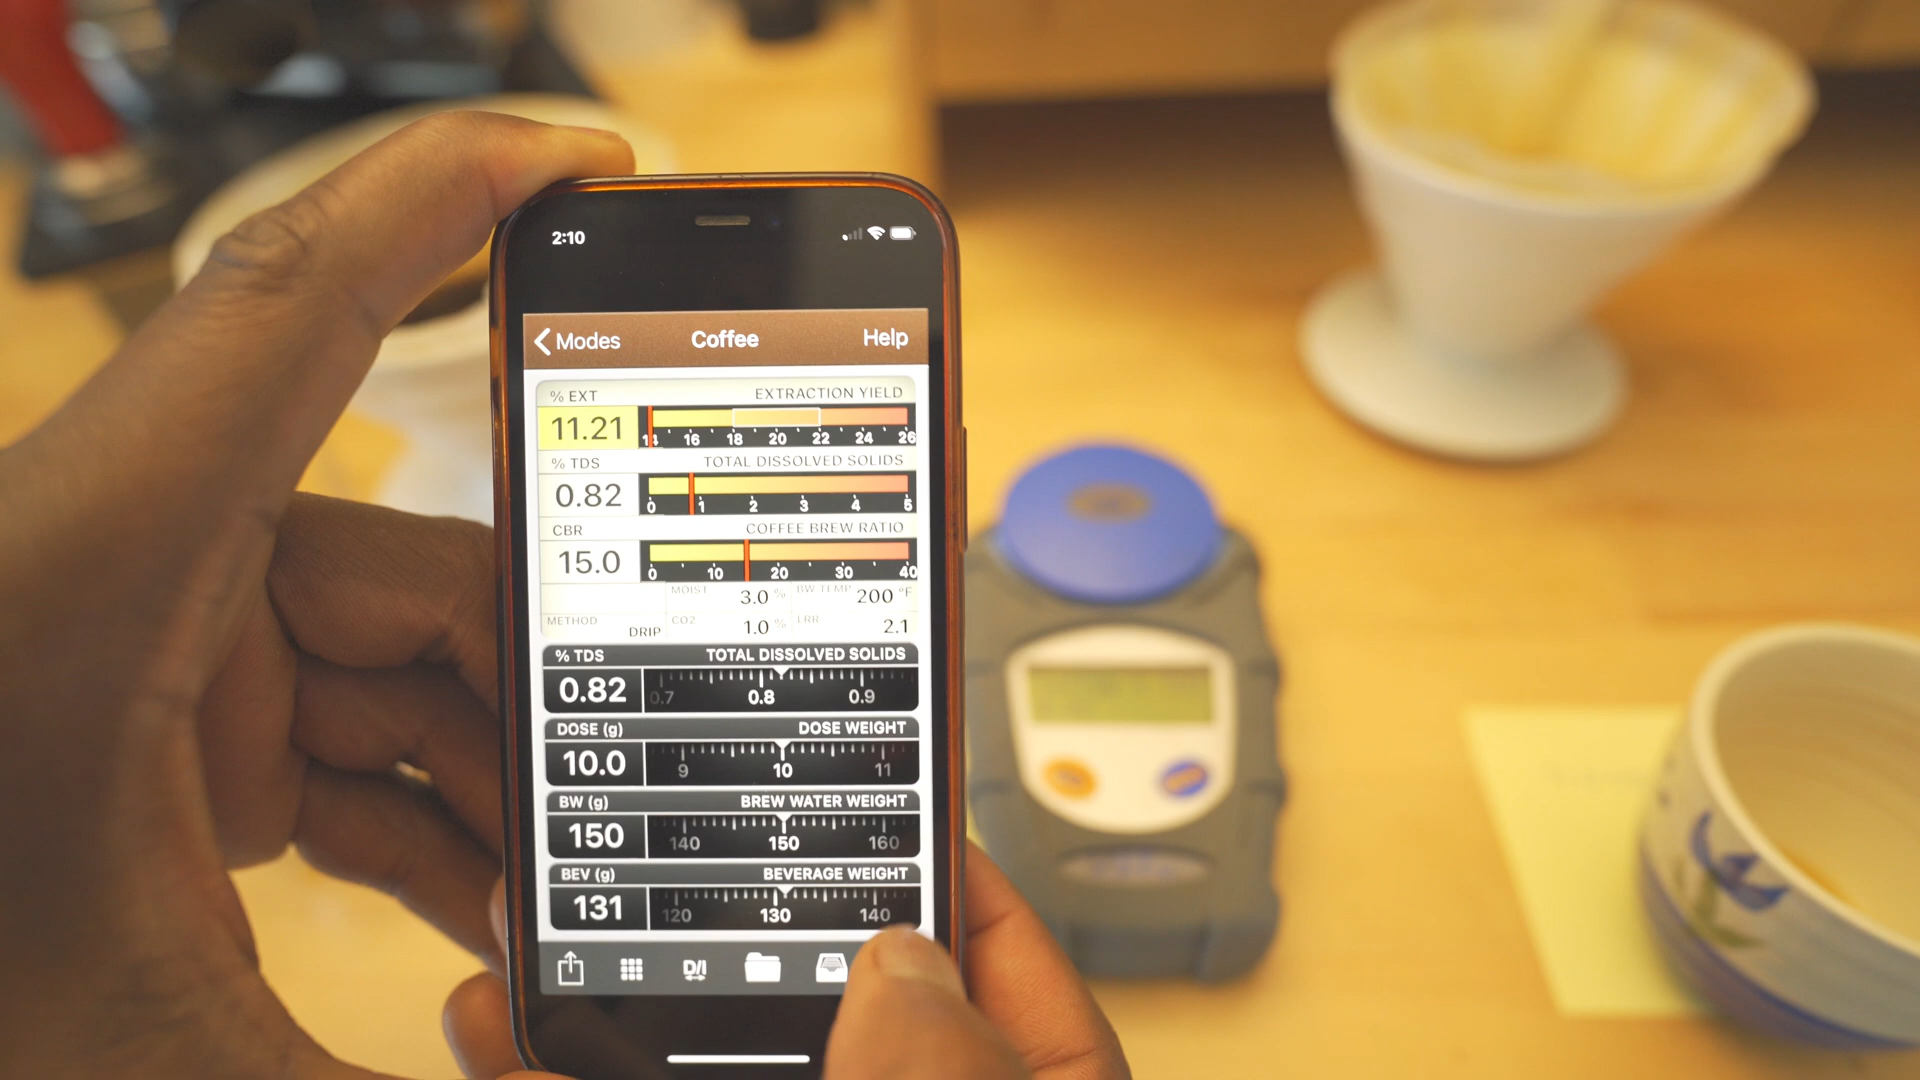 2:10
Modes Coffee Help
% EXT EXTRACTION YIELD
11.21
14 16 18 20 22 24 26
% TDS TOTAL DISSOLVED SOLIDS
0.82
0 1 2 3 4 5
CBR COFFEE BREW RATIO
15.0
0 10 20 30 40
MOIST 3.0 % BW TEMP 200 °F
METHOD DRIP CO2 1.0 % LRR 2.1
% TDS TOTAL DISSOLVED SOLIDS
0.82 0.7 0.8 0.9
DOSE (g) DOSE WEIGHT
10.0 9 10 11
BW (g) BREW WATER WEIGHT
150 140 150 160
BEV (g) BEVERAGE WEIGHT
131 120 130 140
D/I